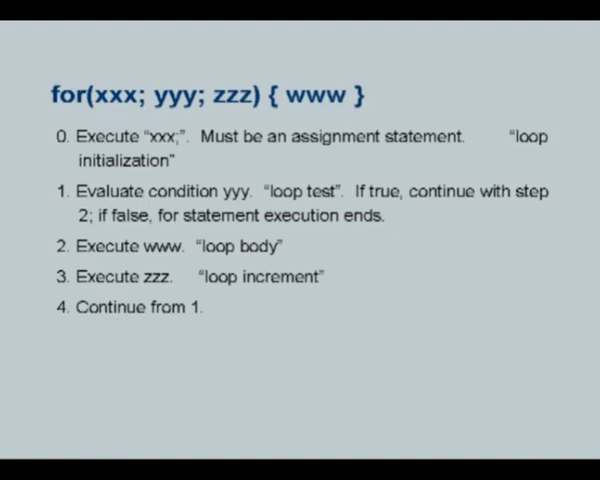 for(xxx; yyy; zzz) { www }
0. Execute “xxx;”. Must be an assignment statement. “loop
initialization”
1. Evaluate condition yyy. “loop test”. If true, continue with step
2; if false, for statement execution ends.
2. Execute www. “loop body”
3. Execute zzz. “loop increment”
4. Continue from 1.